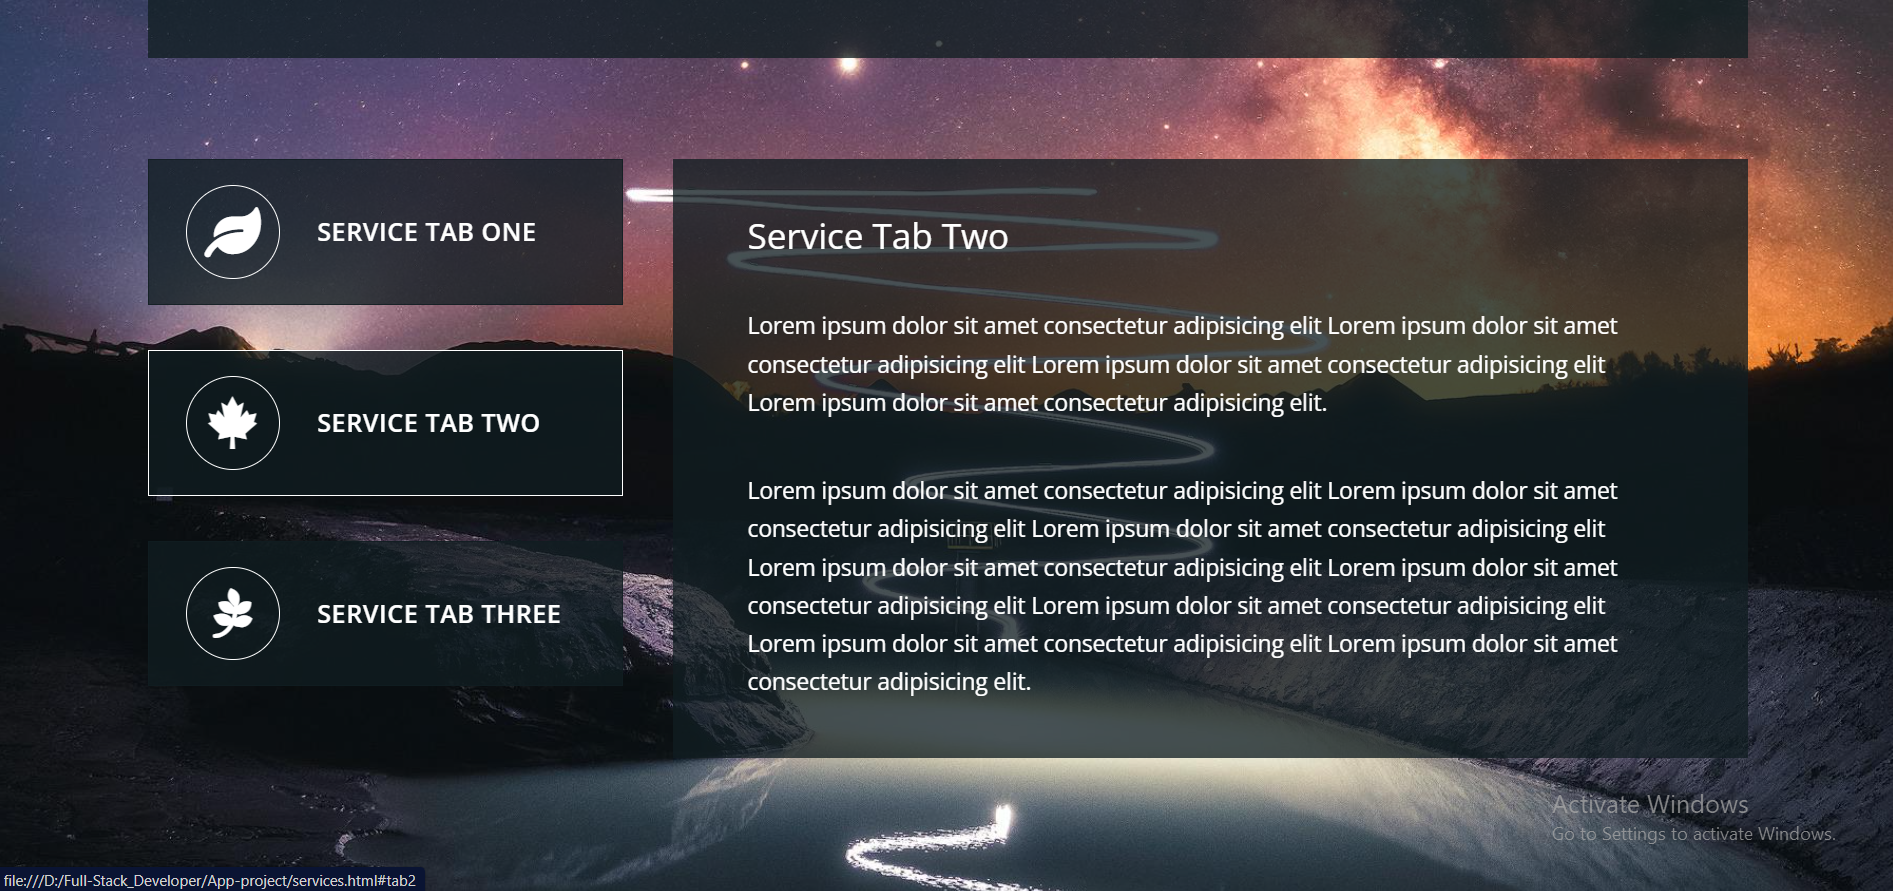 SERVICE TAB ONE
SERVICE TAB TWO
SERVICE TAB THREE
Service Tab Two
Lorem ipsum dolor sit amet consectetur adipisicing elit Lorem ipsum dolor sit amet
consectetur adipisicing elit Lorem ipsum dolor sit amet consectetur adipisicing elit
Lorem ipsum dolor sit amet consectetur adipisicing elit.
Lorem ipsum dolor sit amet consectetur adipisicing elit Lorem ipsum dolor sit amet
consectetur adipisicing elit Lorem ipsum dolor sit amet consectetur adipisicing elit
Lorem ipsum dolor sit amet consectetur adipisicing elit Lorem ipsum dolor sit amet
consectetur adipisicing elit Lorem ipsum dolor sit amet consectetur adipisicing elit
Lorem ipsum dolor sit amet consectetur adipisicing elit Lorem ipsum dolor sit amet
consectetur adipisicing elit.
Activate Windows
Go to Settings to activate Windows.
file:///D:/Full-Stack_Developer/App-project/services.html#tab2